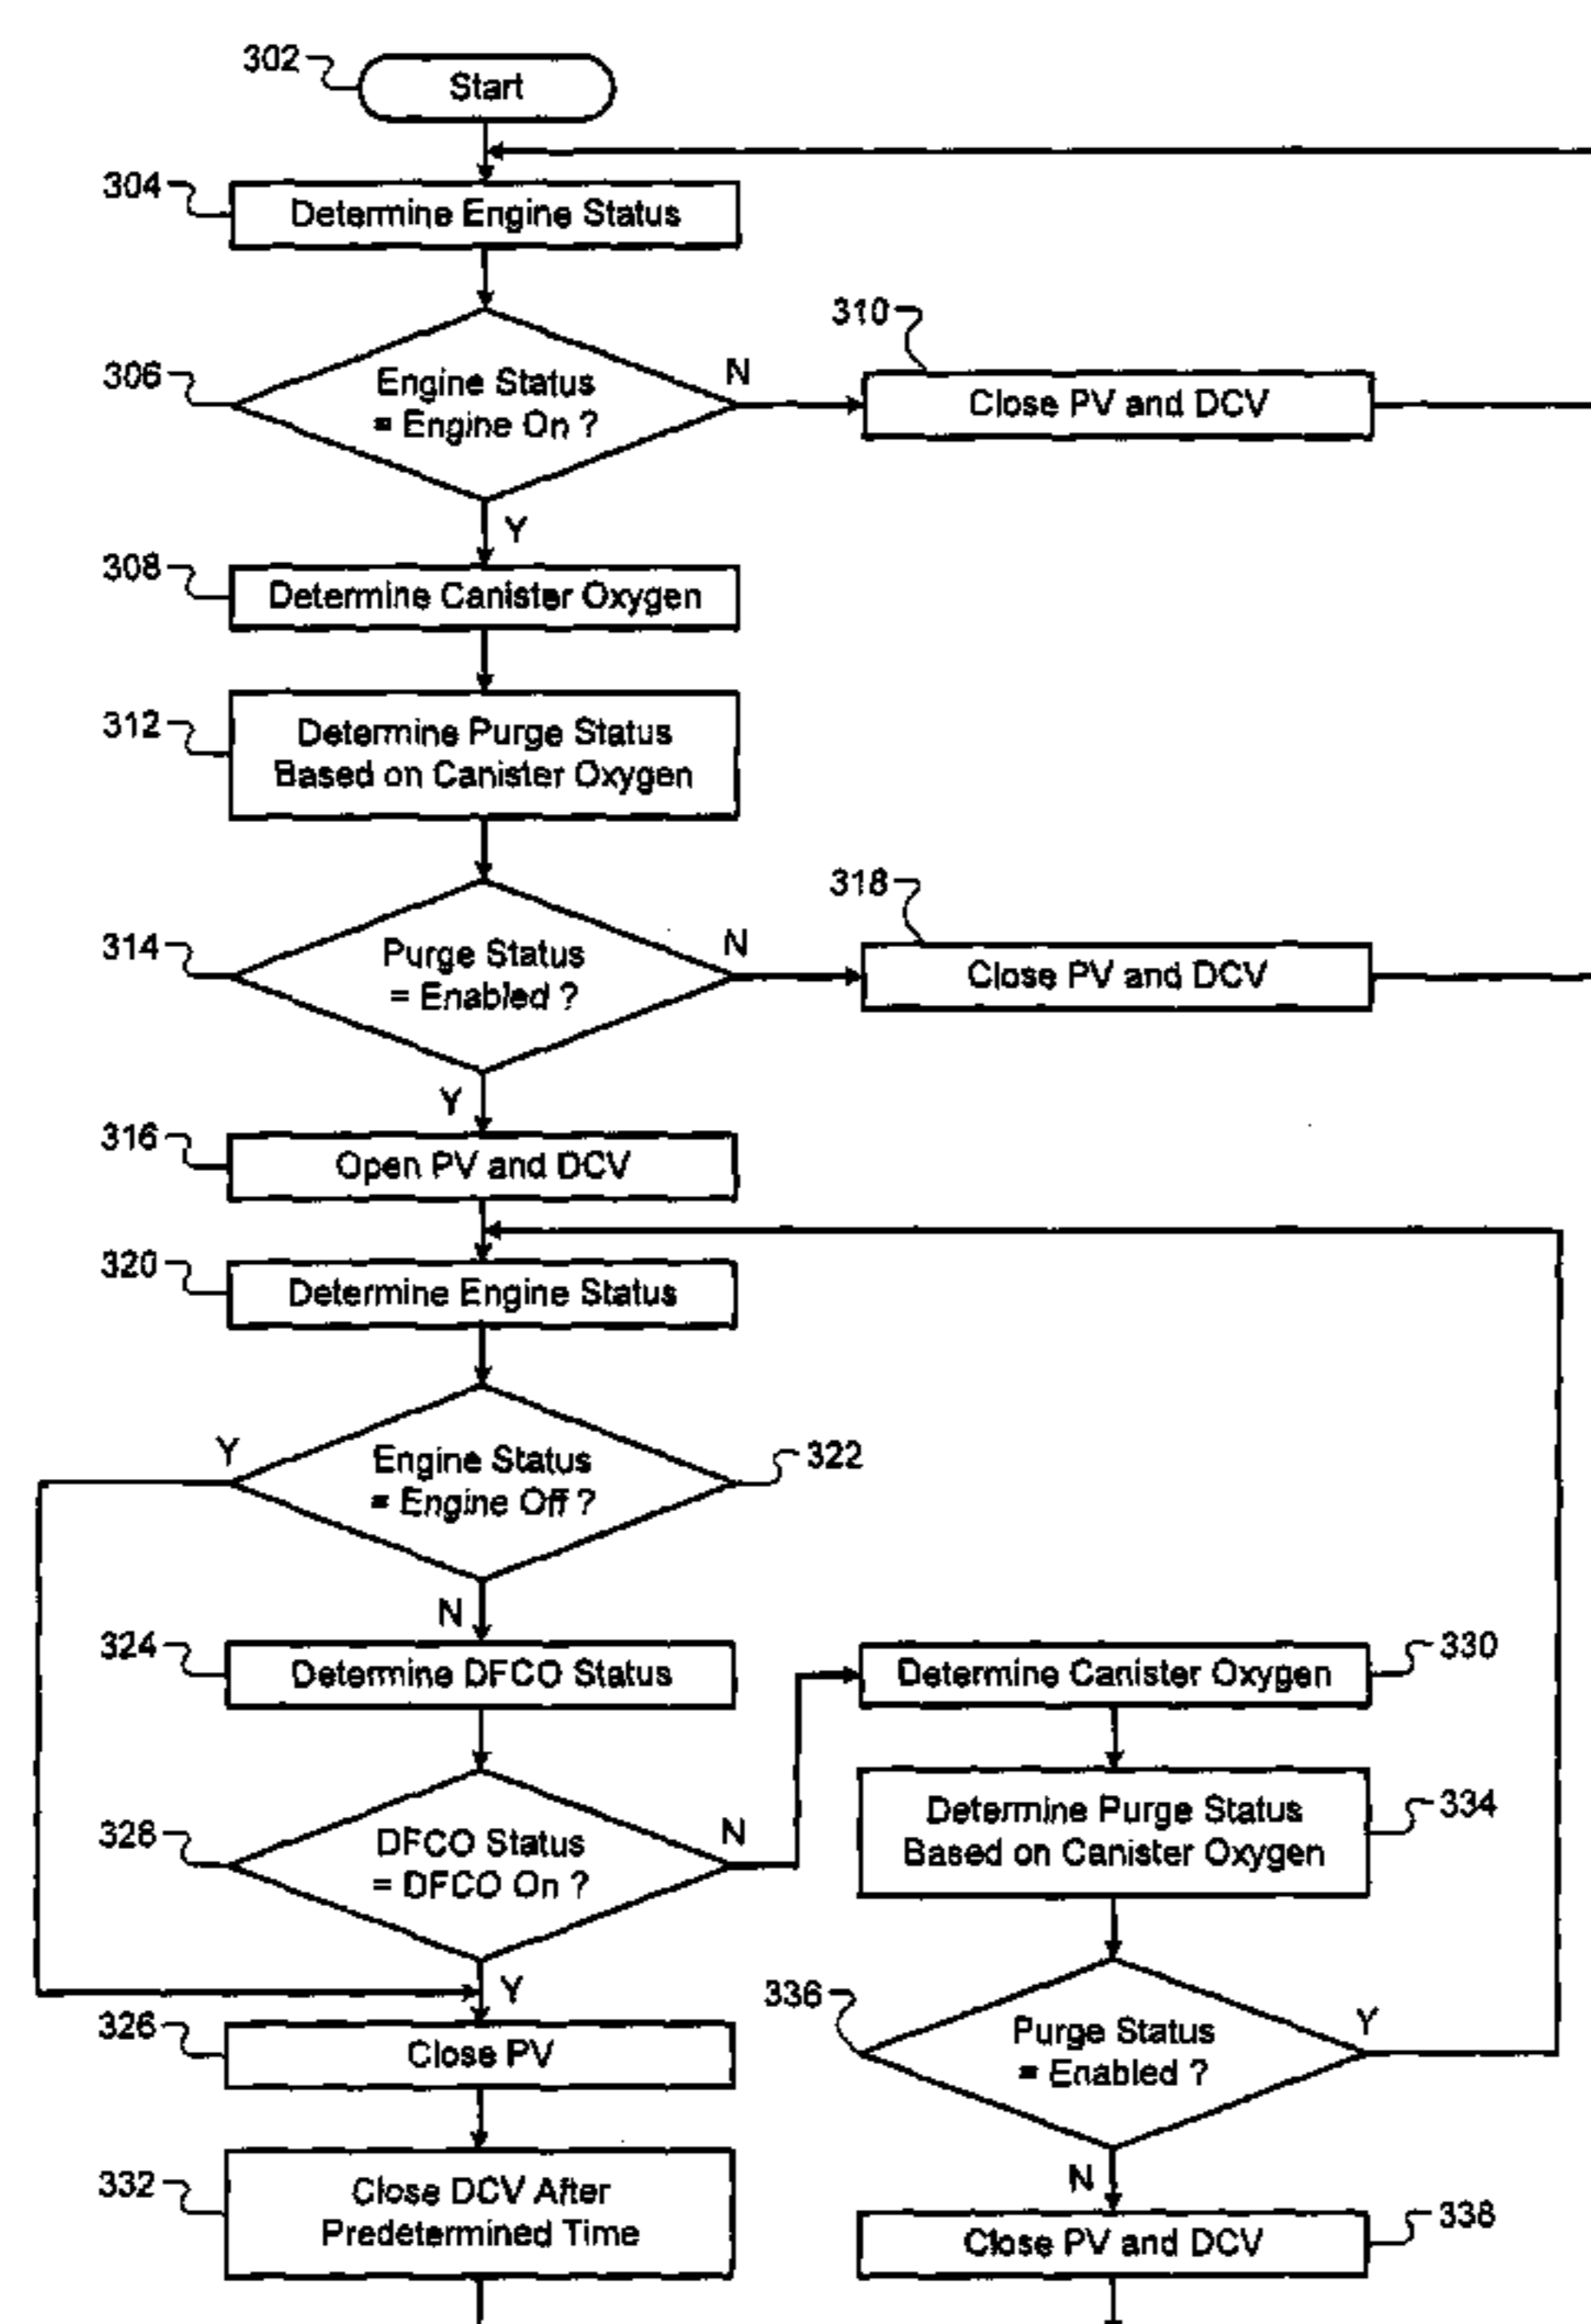 302
Start
304
Determine Engine Status
306
Engine Status
= Engine On ?
N
310
Close PV and DCV
Y
308
Determine Canister Oxygen
312
Determine Purge Status
Based on Canister Oxygen
314
Purge Status
= Enabled ?
N
318
Close PV and DCV
Y
316
Open PV and DCV
320
Determine Engine Status
Y
Engine Status
= Engine Off ?
322
N
324
Determine DFCO Status
Determine Canister Oxygen
330
328
DFCO Status
= DFCO On ?
N
Determine Purge Status
Based on Canister Oxygen
334
Y
326
Close PV
336
Purge Status
= Enabled ?
Y
332
Close DCV After
Predetermined Time
N
Close PV and DCV
338